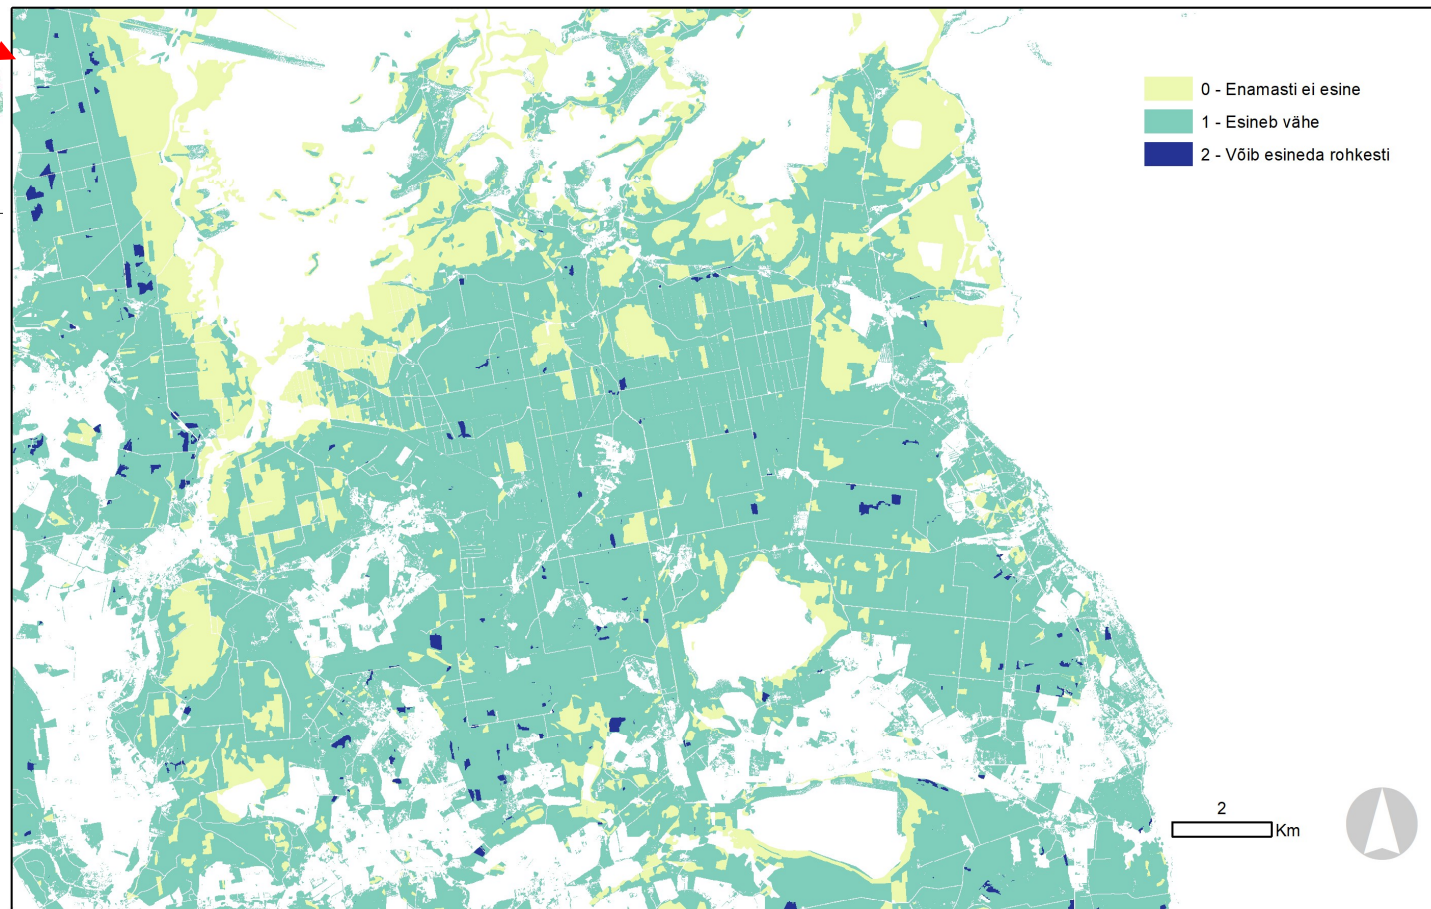 0 - Enamasti ei esine
1 - Esineb vähe
2 - Võib esineda rohkesti
2
Km